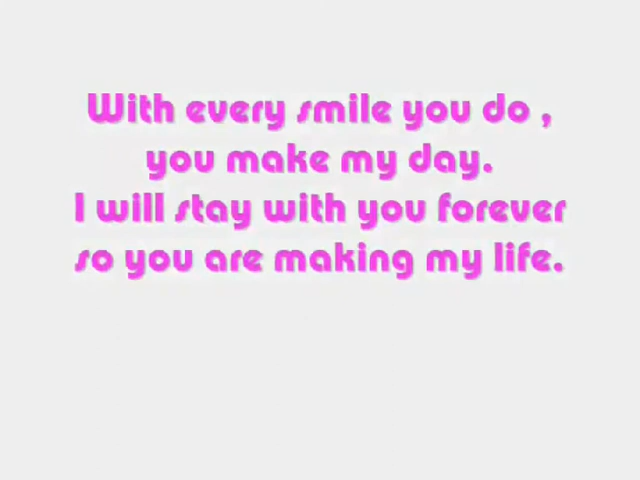 With every smile you do ,
you make my day.
I will stay with you forever
so you are making my life.